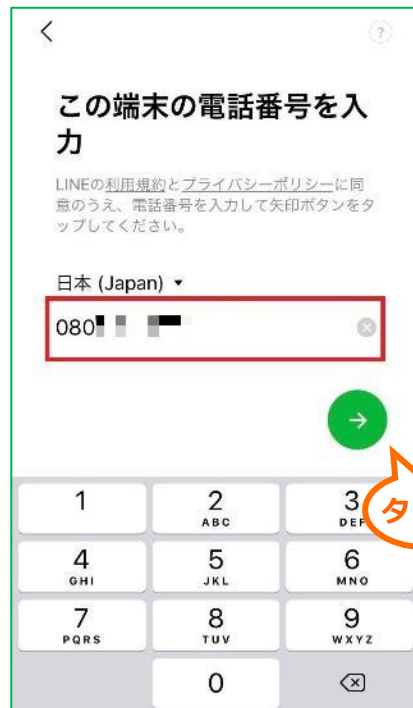 ?
この端末の電話番号を入
力
LINEの利用規約とプライバシーポリシーに同
意のうえ、電話番号を入力して矢印ボタンをタ
ップしてください。
日本 (Japan)
080
1 2 3
ABC DEF
4 5 6
GHI JKL MNO
7 8 9
PQRS TUV WXYZ
0
タ